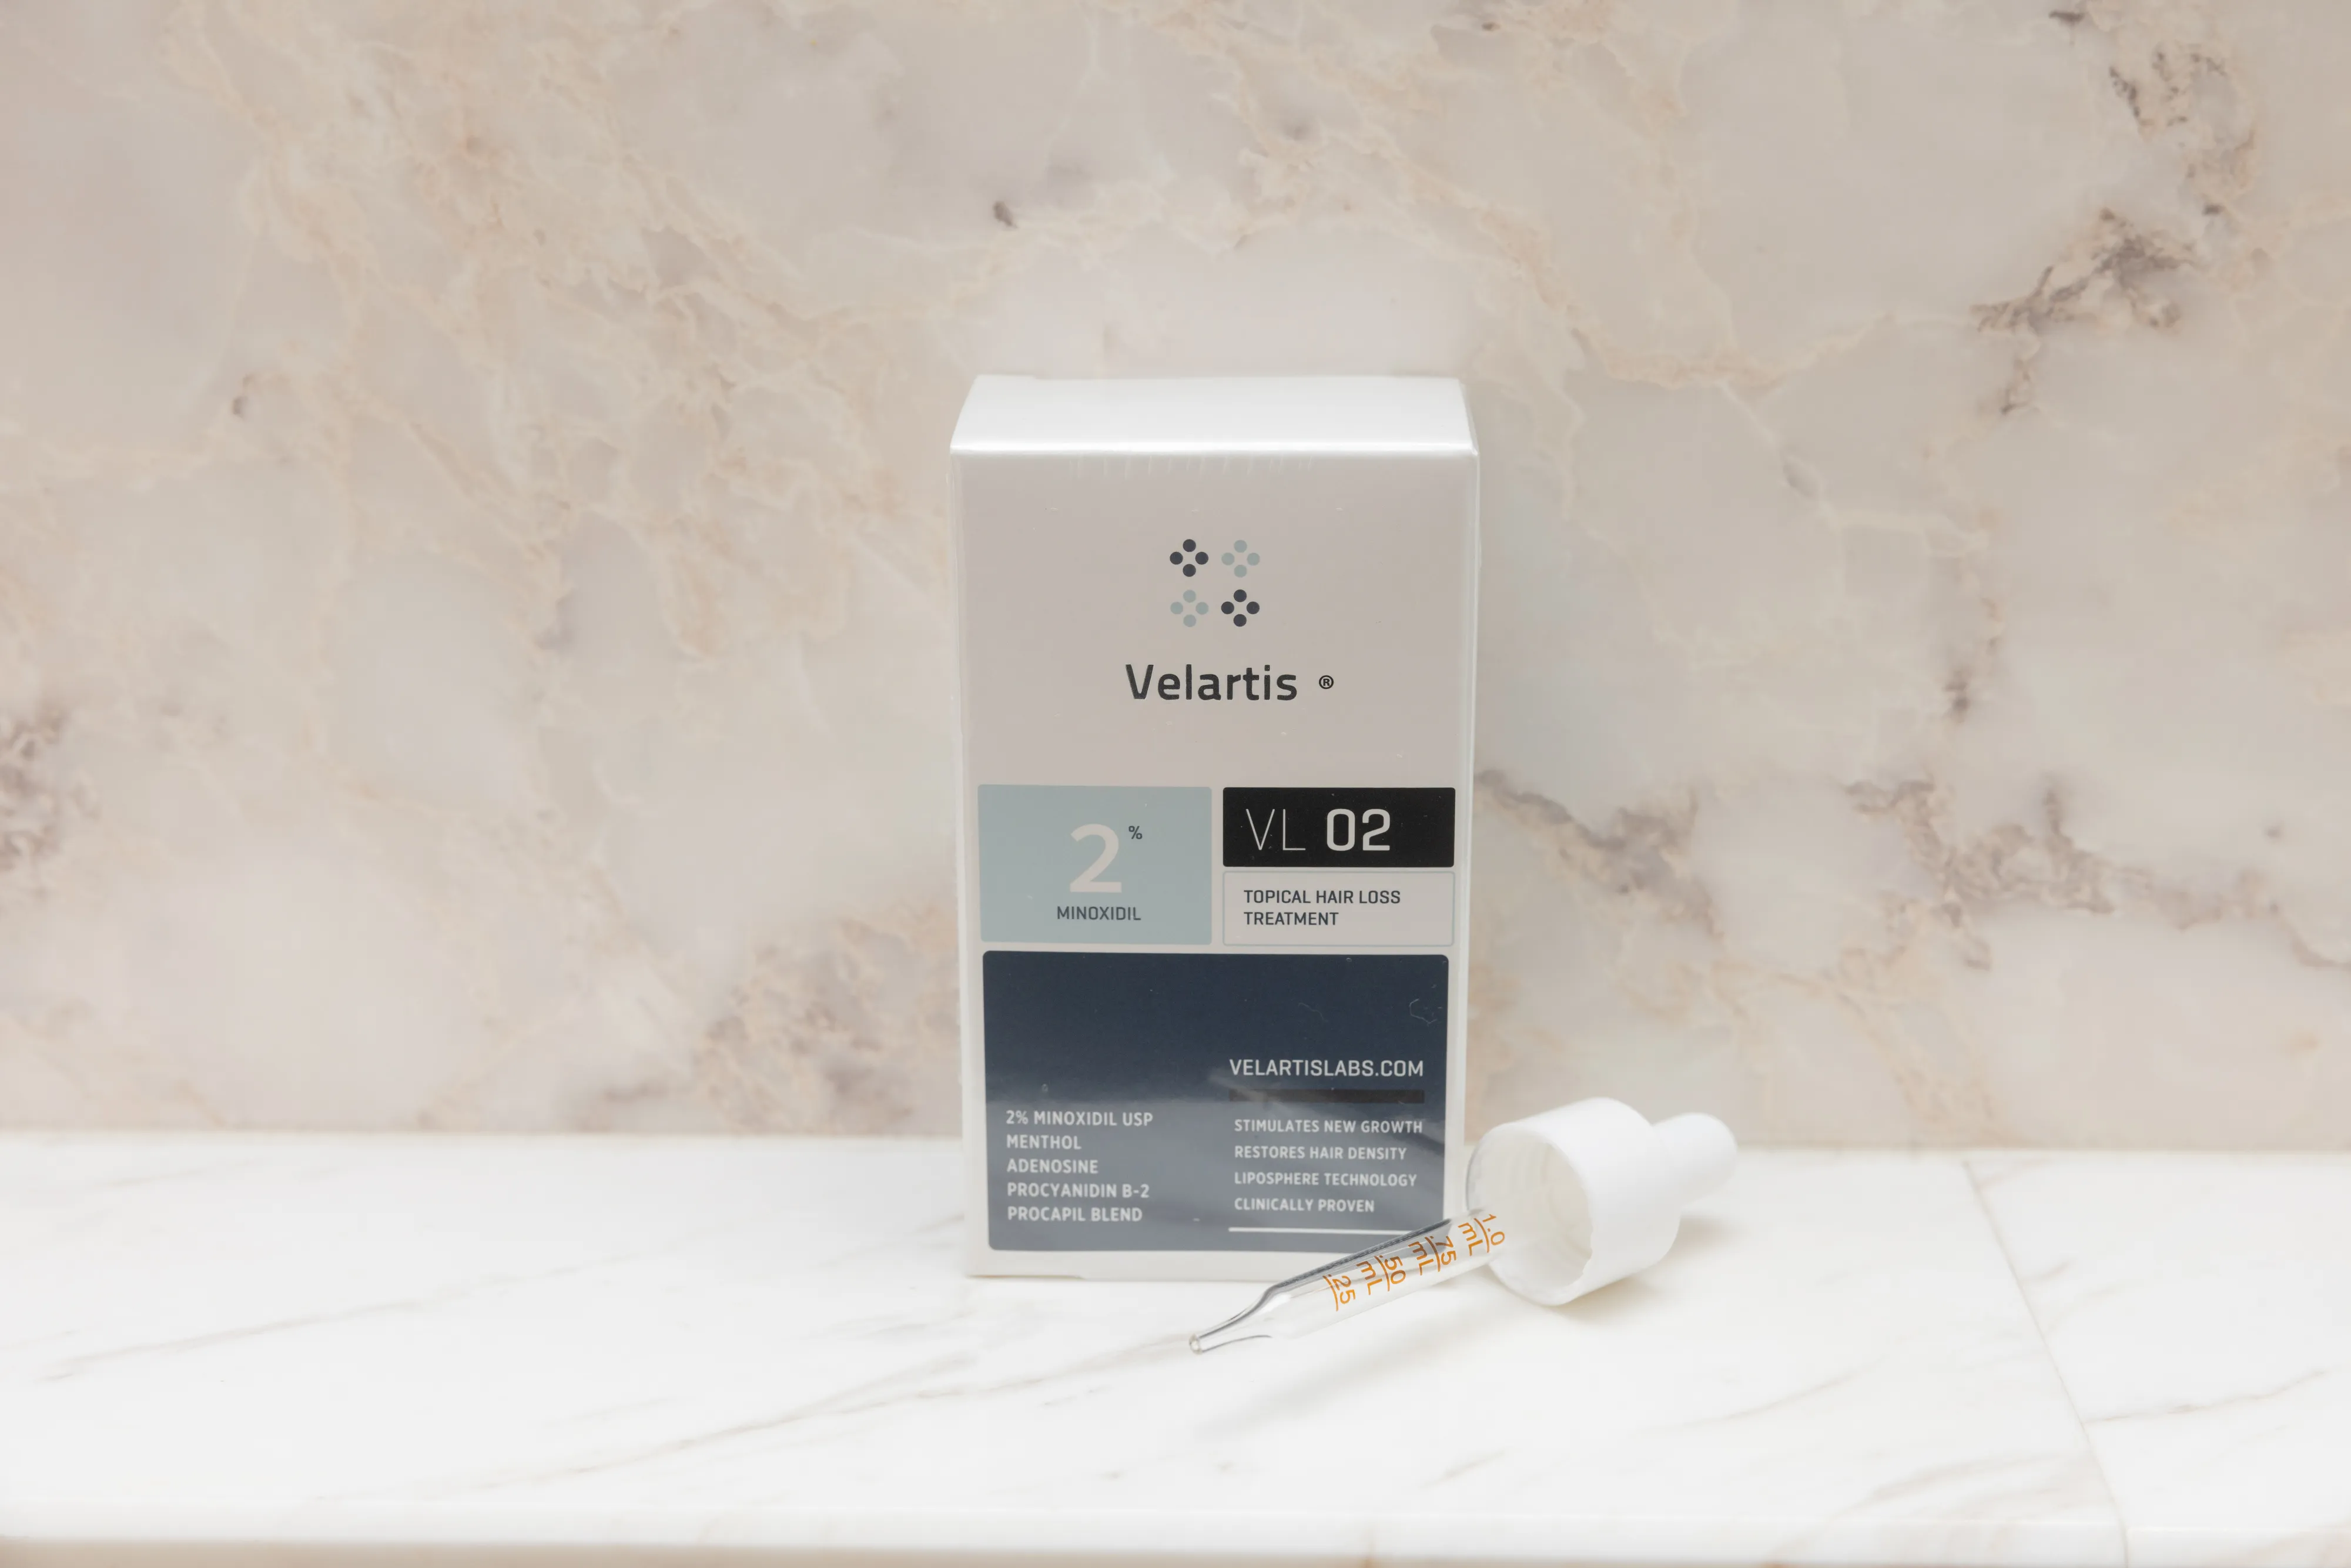 Velartis ®
2%
MINOXIDIL
VL 02
TOPICAL HAIR LOSS
TREATMENT
2% MINOXIDIL USP
MENTHOL
ADENOSINE
PROCYANIDIN B-2
PROCAPIL BLEND
VELARTISLABS.COM
STIMULATES NEW GROWTH
RESTORES HAIR DENSITY
LIPOSPHERE TECHNOLOGY
CLINICALLY PROVEN
1.0
mL
.75
mL
.50
mL
.25